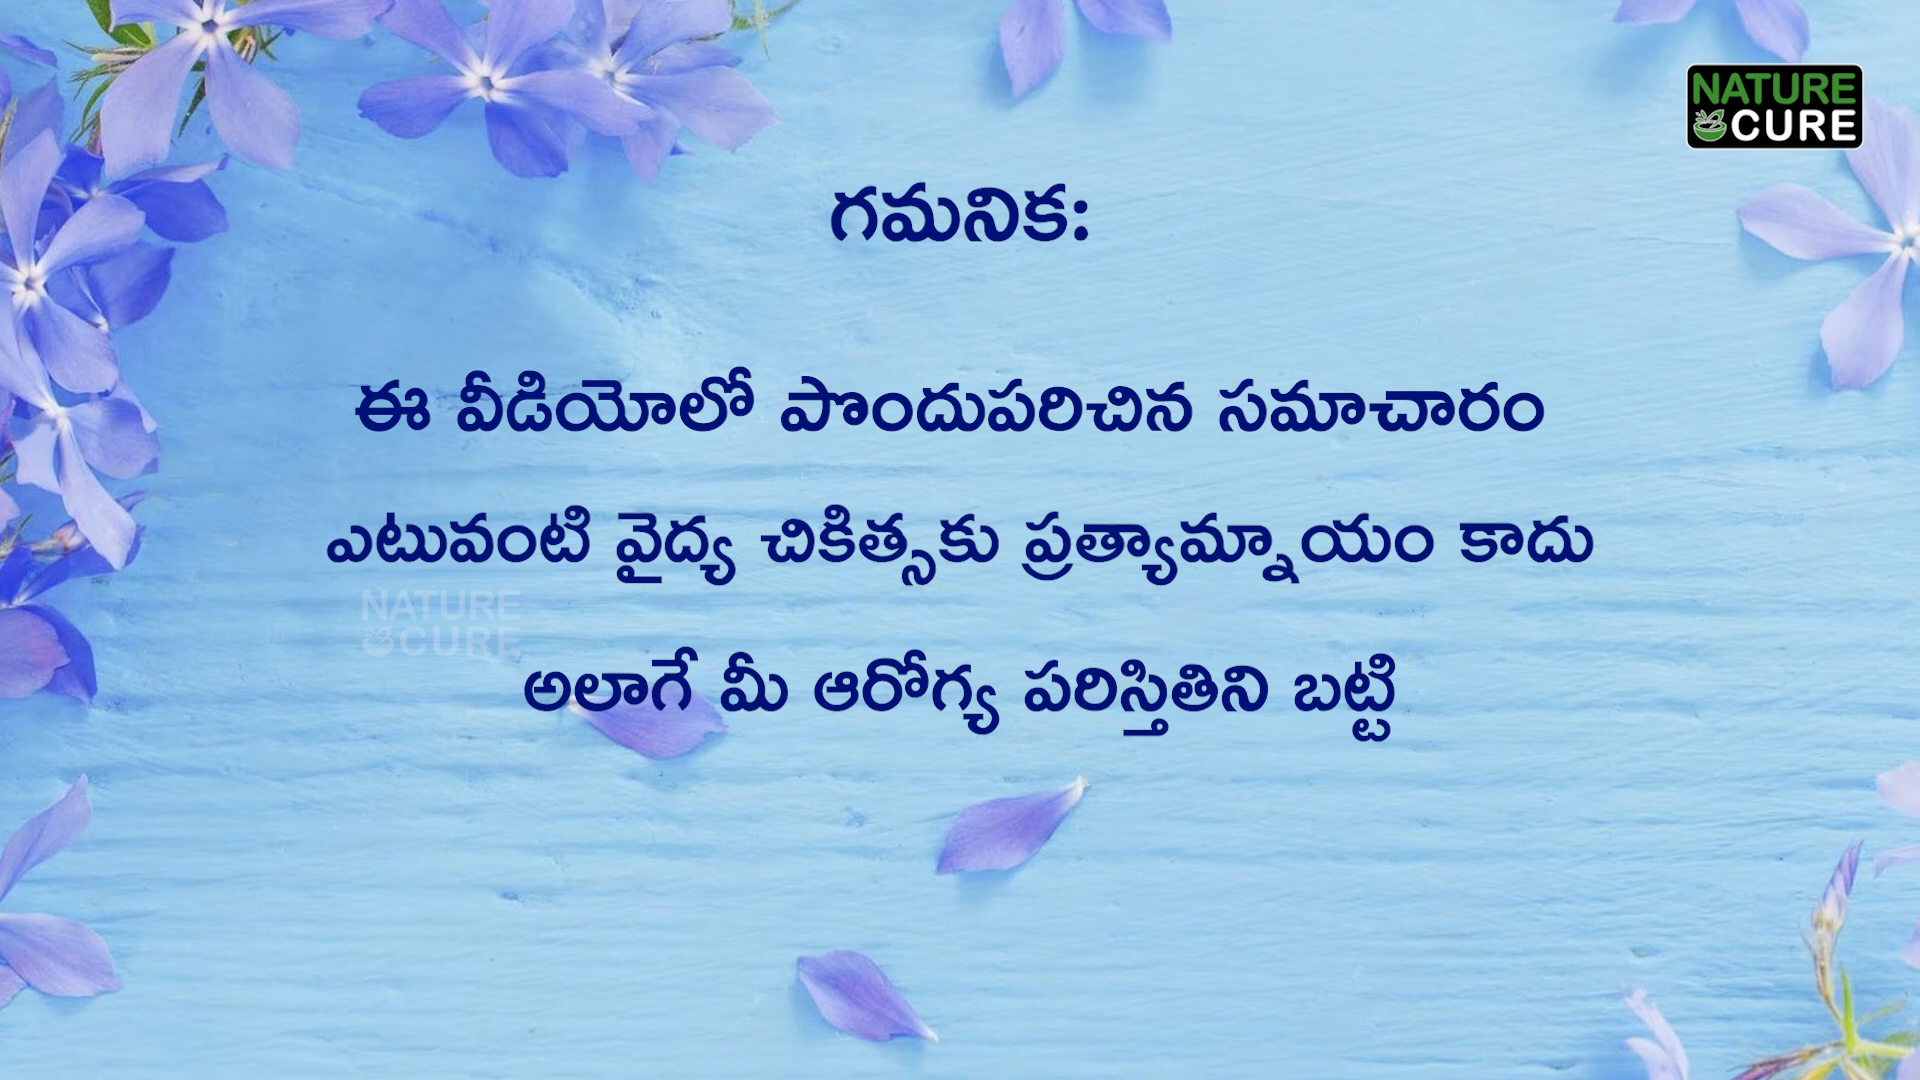 NATURE
CURE
గమనిక:
ఈ వీడియోలో పొందుపరిచిన సమాచారం
ఎటువంటి వైద్య చికిత్సకు ప్రత్యామ్నాయం కాదు
NATURE
CURE
అలాగే మీ ఆరోగ్య పరిస్తితిని బట్టి